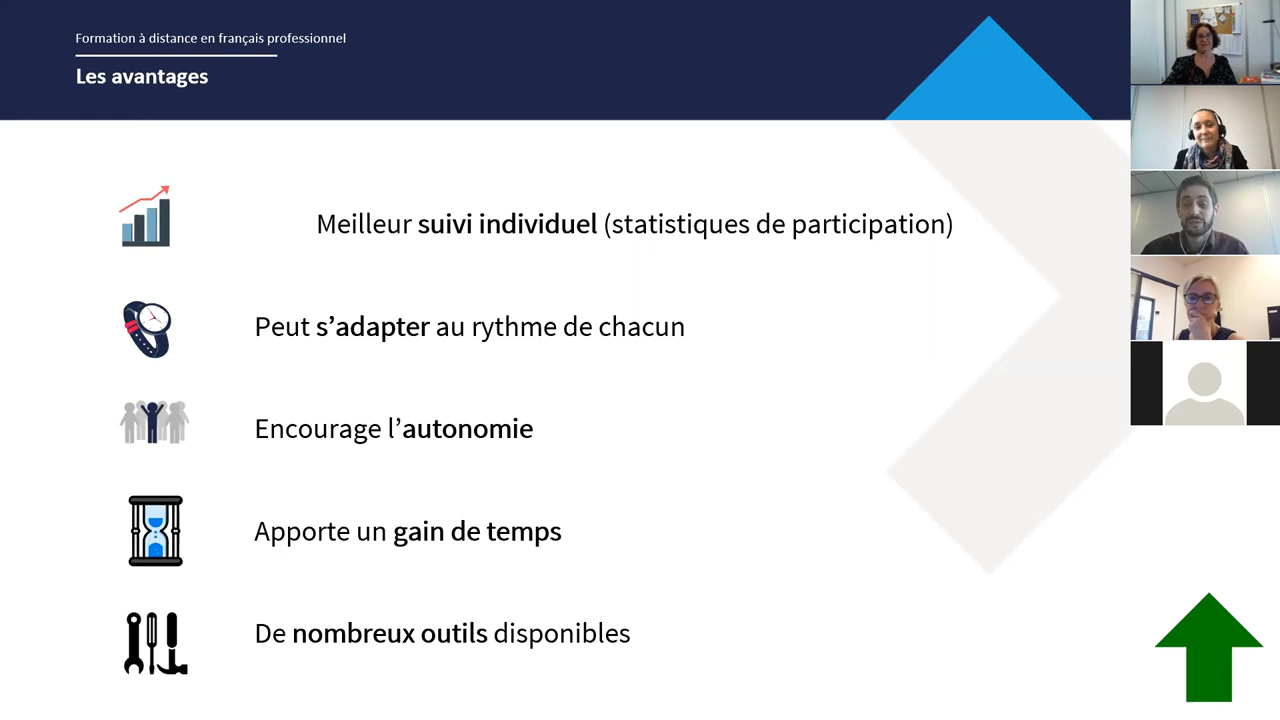 Formation à distance en français professionnel
Les avantages
Meilleur suivi individuel (statistiques de participation)
Peut s’adapter au rythme de chacun
Encourage l’autonomie
Apporte un gain de temps
De nombreux outils disponibles